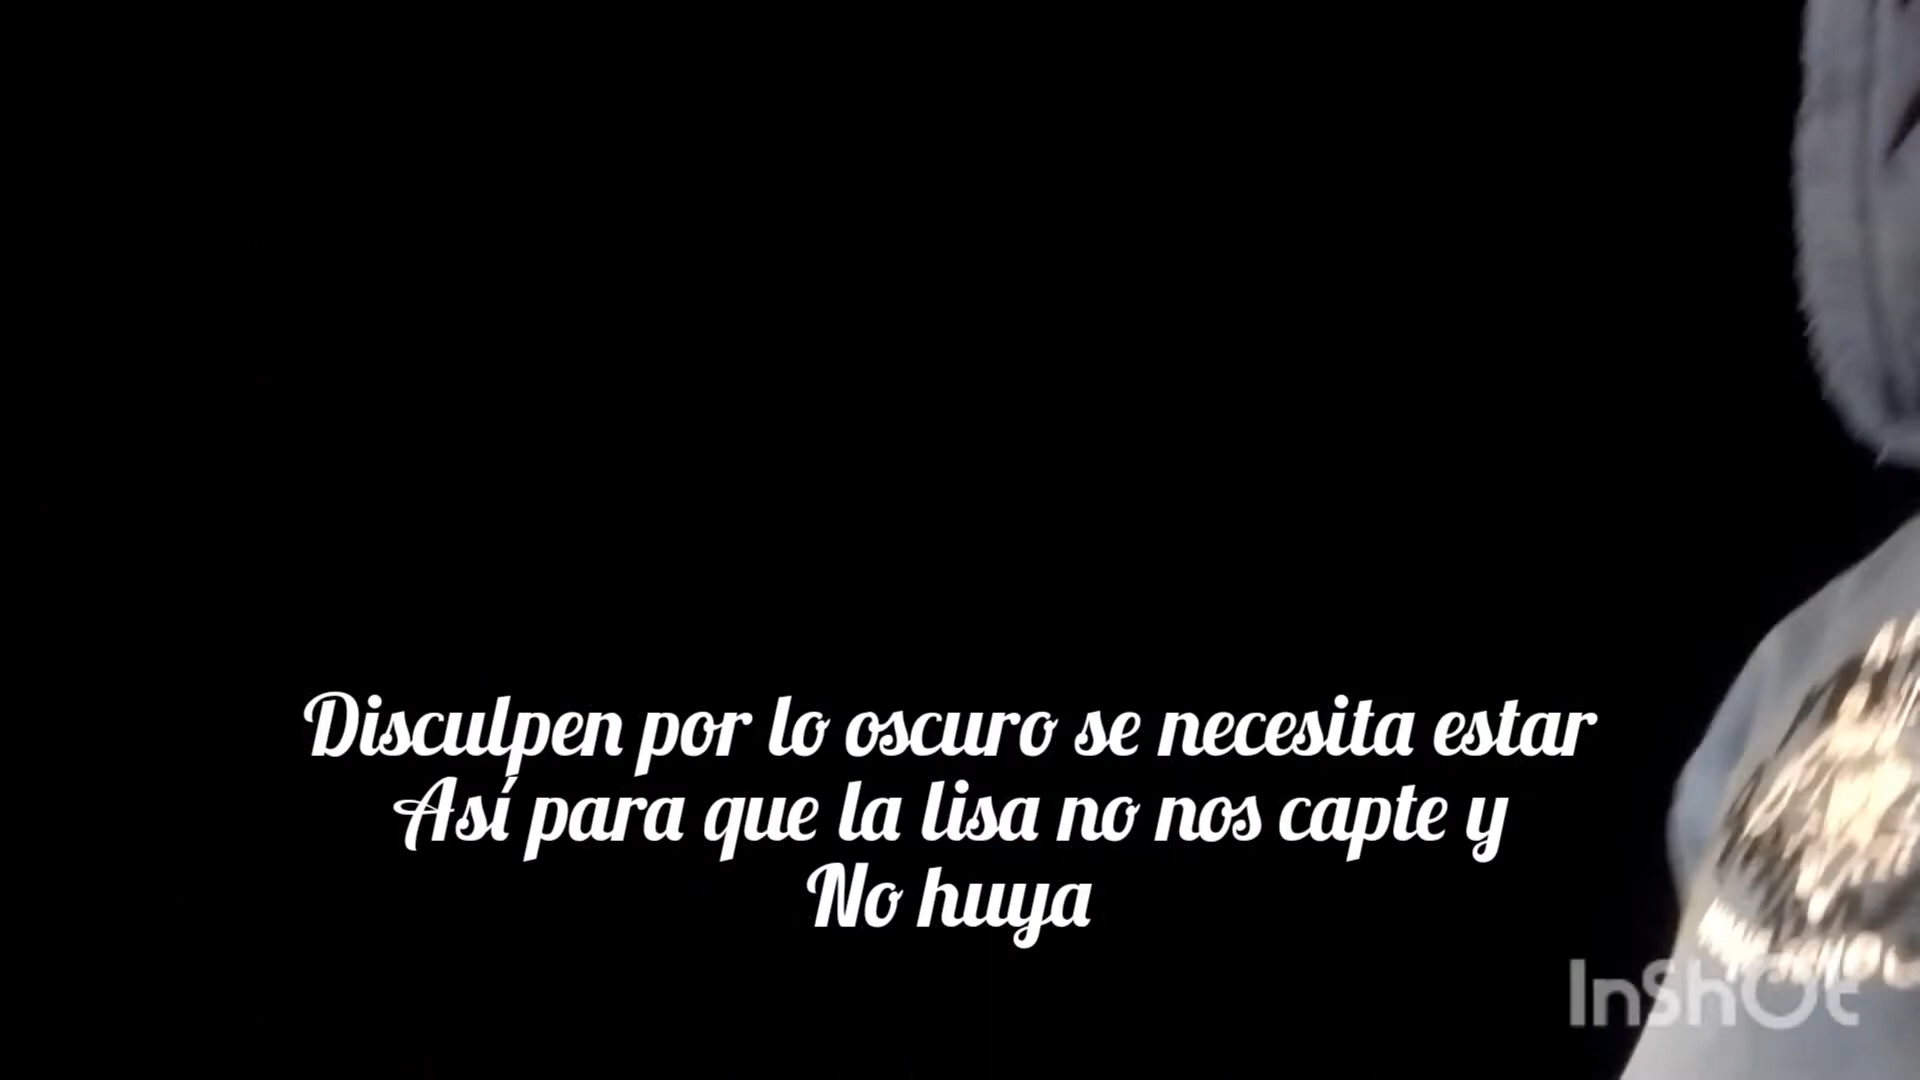 Disculpen por lo oscuro se necesita estar
Así para que la lisa no nos capte y
No huya
InShOt